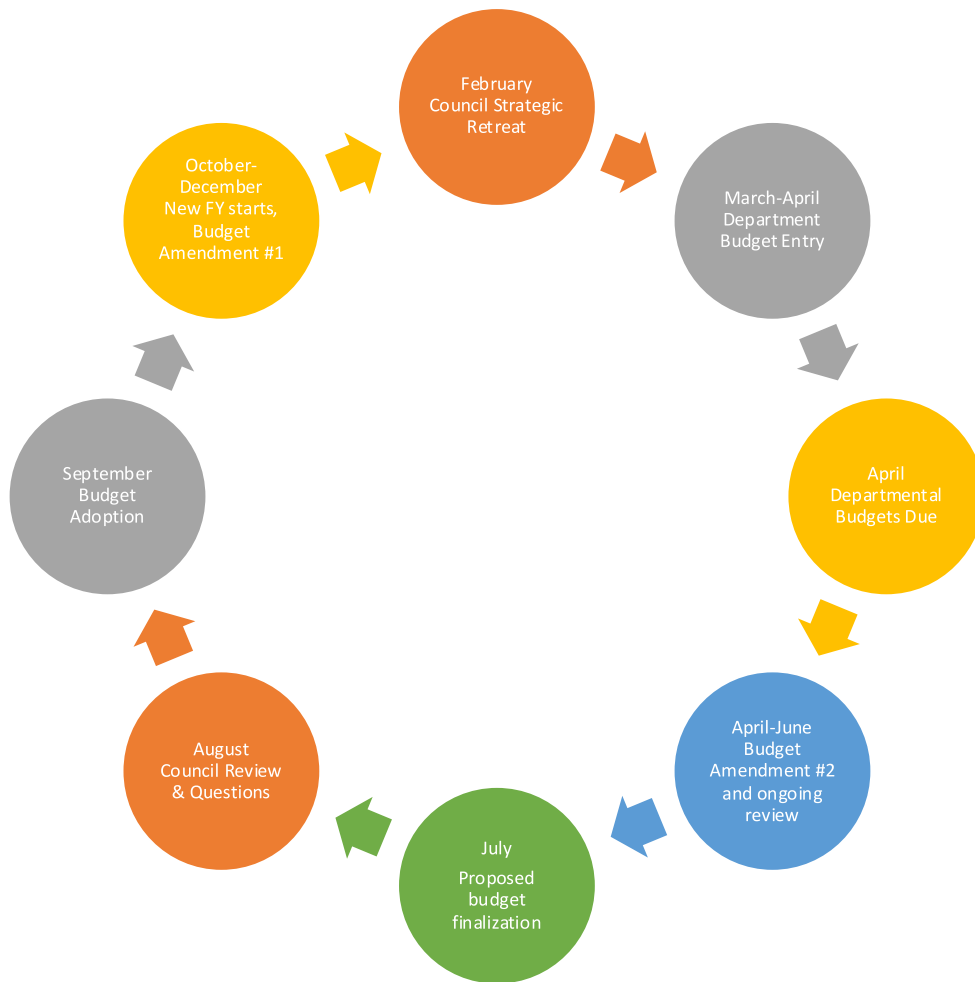 February
Council Strategic
Retreat
March-April
Department
Budget Entry
April
Departmental
Budgets Due
April-June
Budget
Amendment #2
and ongoing
review
July
Proposed
budget
finalization
August
Council Review
& Questions
September
Budget
Adoption
October-
December
New FY starts,
Budget
Amendment #1